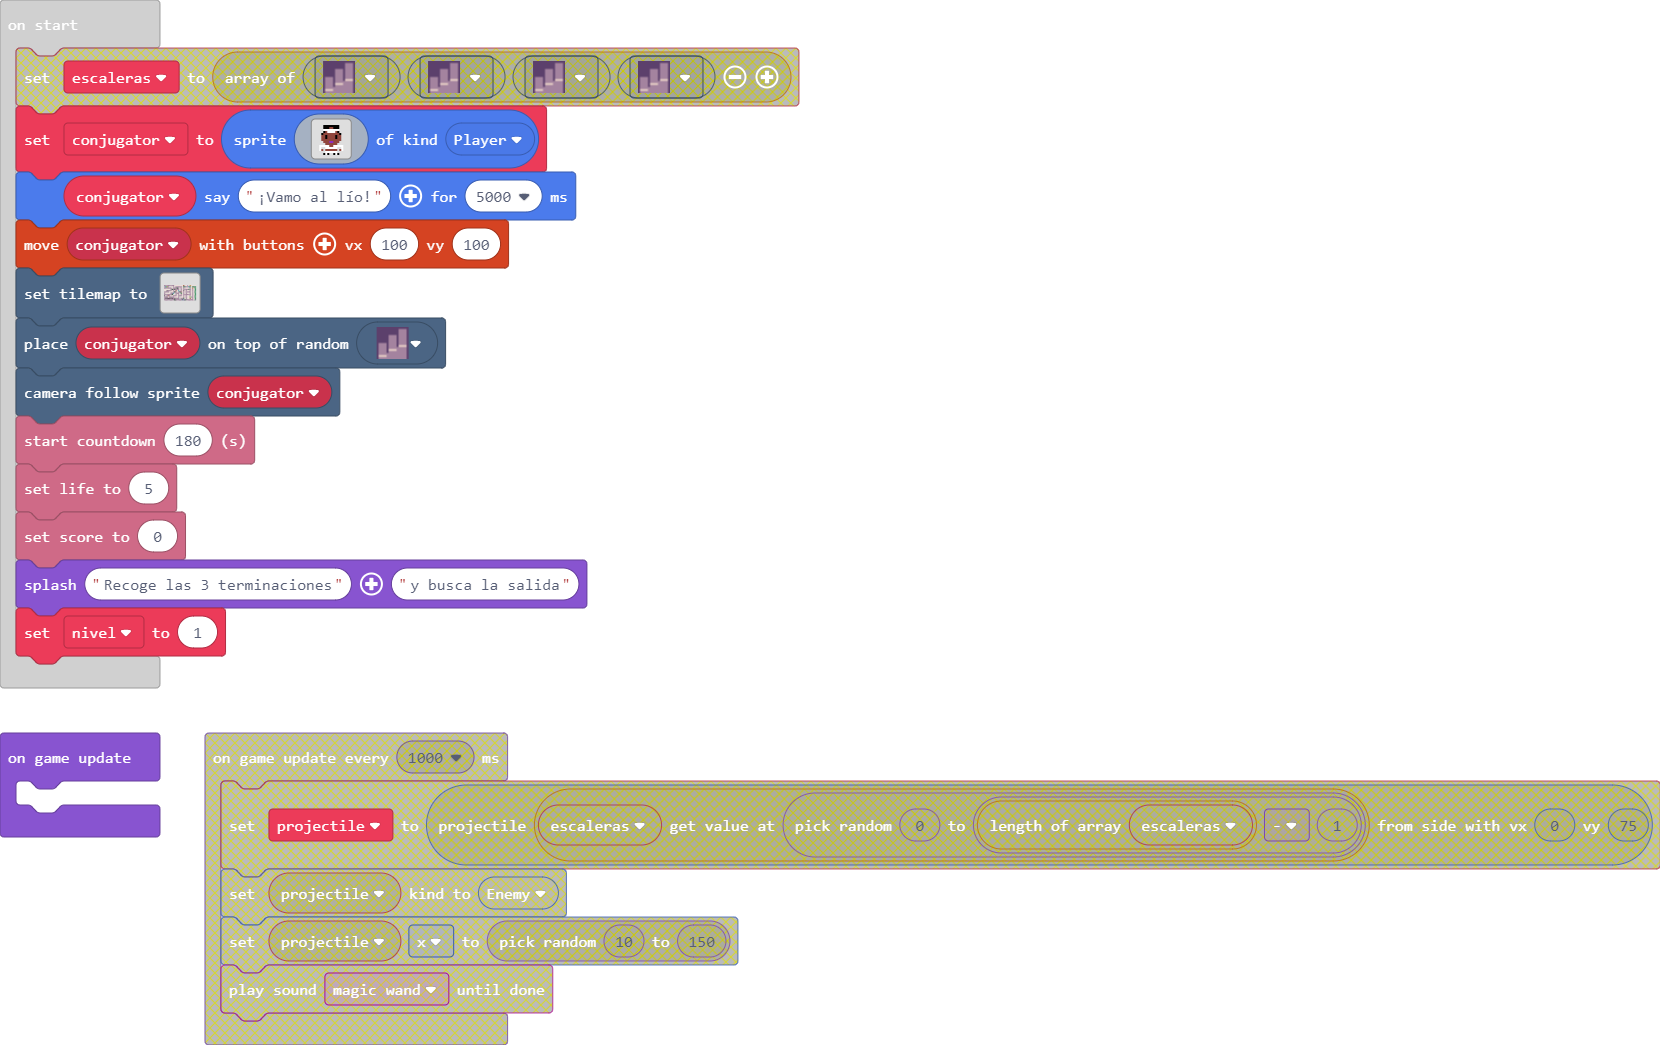 on start
set escaleras to array of
set conjugator to sprite of kind Player
conjugator say "¡Vamo al lío!" for 5000 ms
move conjugator with buttons vx 100 vy 100
set tilemap to
place conjugator on top of random
camera follow sprite conjugator
start countdown 180 (s)
set life to 5
set score to 0
splash "Recoge las 3 terminaciones" "y busca la salida"
set nivel to 1
on game update
on game update every 1000 ms
set projectile to projectile escaleras get value at pick random 0 to length of array escaleras - 1 from side with vx 0 vy 75
set projectile kind to Enemy
set projectile x to pick random 10 to 150
play sound magic wand until done